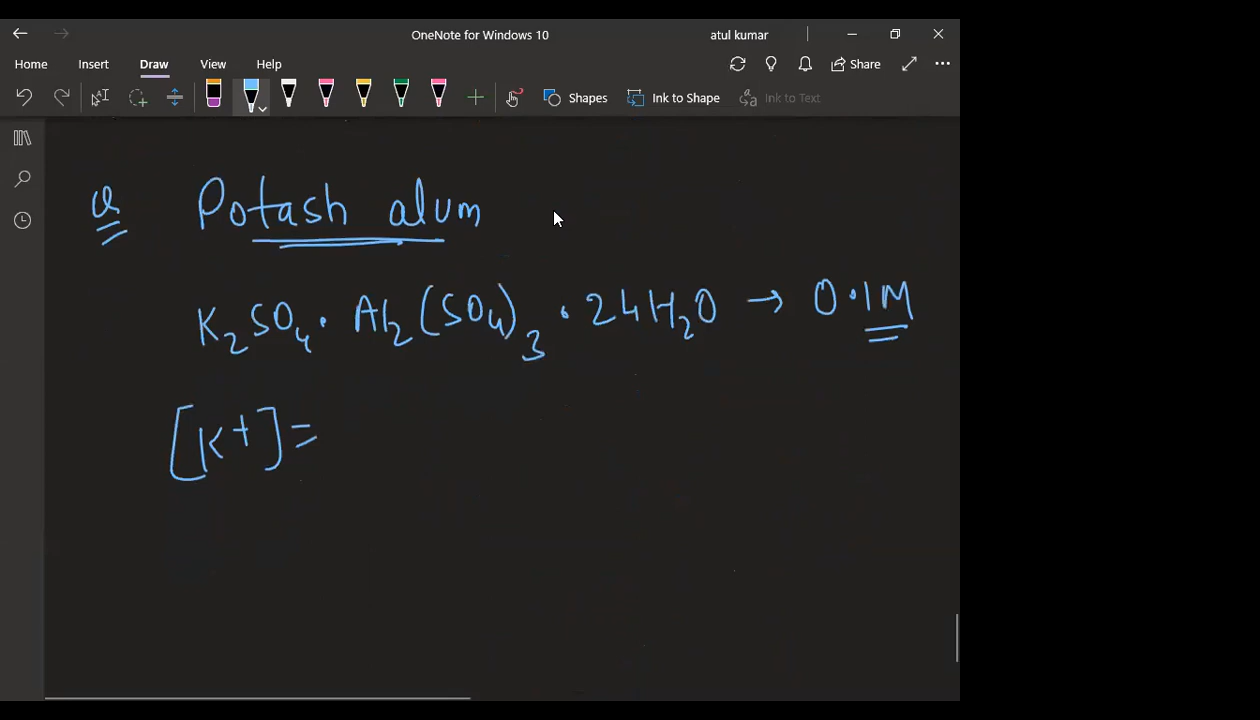 OneNote for Windows 10
atul kumar
Home Insert Draw View Help
Share
Shapes Ink to Shape Ink to Text
Q Potash alum
K₂SO₄·Al₂(SO₄)₃·24H₂O → 0.1M
[K+]=